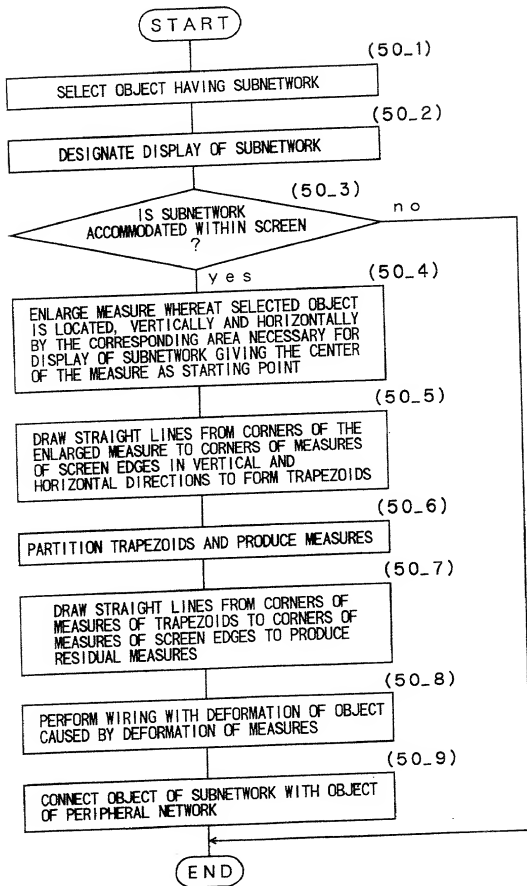 START
(50_1)
SELECT OBJECT HAVING SUBNETWORK
(50_2)
DESIGNATE DISPLAY OF SUBNETWORK
(50_3)
IS SUBNETWORK
ACCOMMODATED WITHIN SCREEN
?
no
yes
(50_4)
ENLARGE MEASURE WHEREAT SELECTED OBJECT
IS LOCATED, VERTICALLY AND HORIZONTALLY
BY THE CORRESPONDING AREA NECESSARY FOR
DISPLAY OF SUBNETWORK GIVING THE CENTER
OF THE MEASURE AS STARTING POINT
(50_5)
DRAW STRAIGHT LINES FROM CORNERS OF THE
ENLARGED MEASURE TO CORNERS OF MEASURES
OF SCREEN EDGES IN VERTICAL AND
HORIZONTAL DIRECTIONS TO FORM TRAPEZOIDS
(50_6)
PARTITION TRAPEZOIDS AND PRODUCE MEASURES
(50_7)
DRAW STRAIGHT LINES FROM CORNERS OF
MEASURES OF TRAPEZOIDS TO CORNERS OF
MEASURES OF SCREEN EDGES TO PRODUCE
RESIDUAL MEASURES
(50_8)
PERFORM WIRING WITH DEFORMATION OF OBJECT
CAUSED BY DEFORMATION OF MEASURES
(50_9)
CONNECT OBJECT OF SUBNETWORK WITH OBJECT
OF PERIPHERAL NETWORK
END